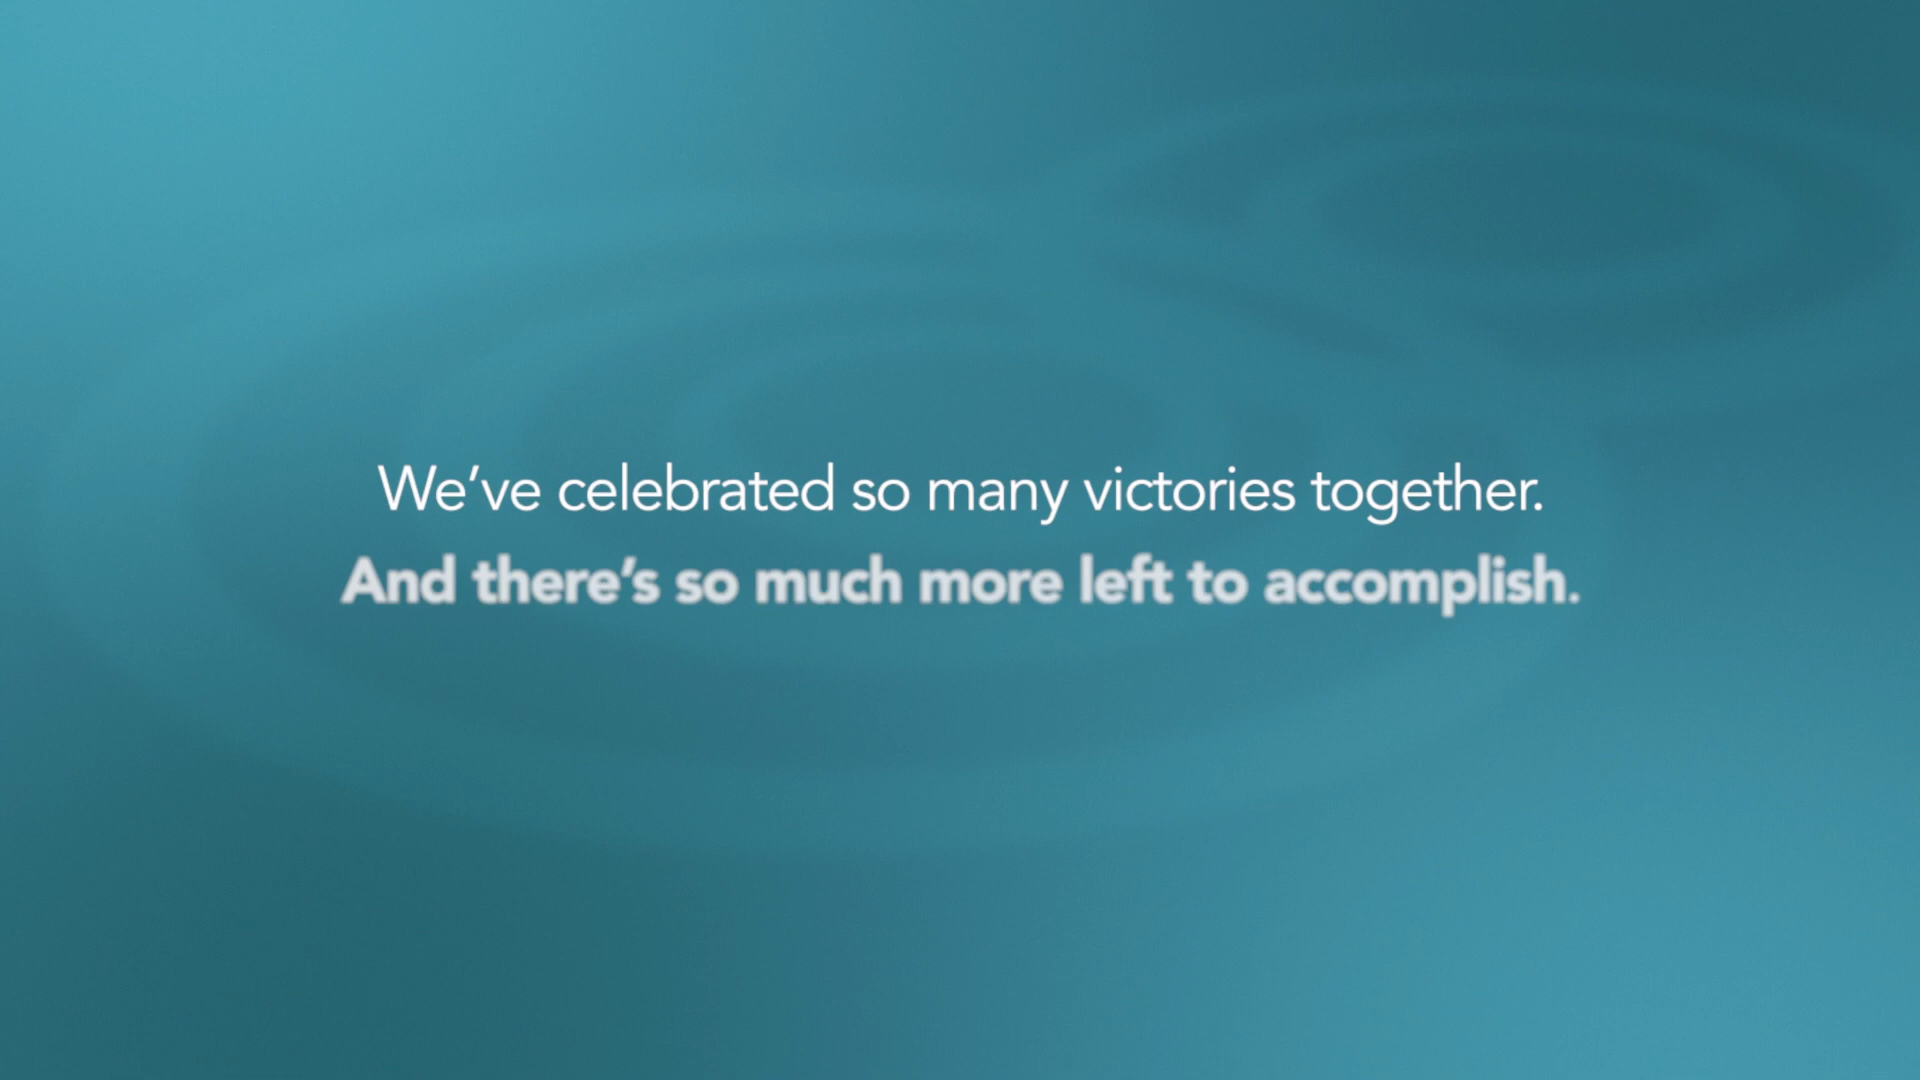 We’ve celebrated so many victories together.
And there’s so much more left to accomplish.